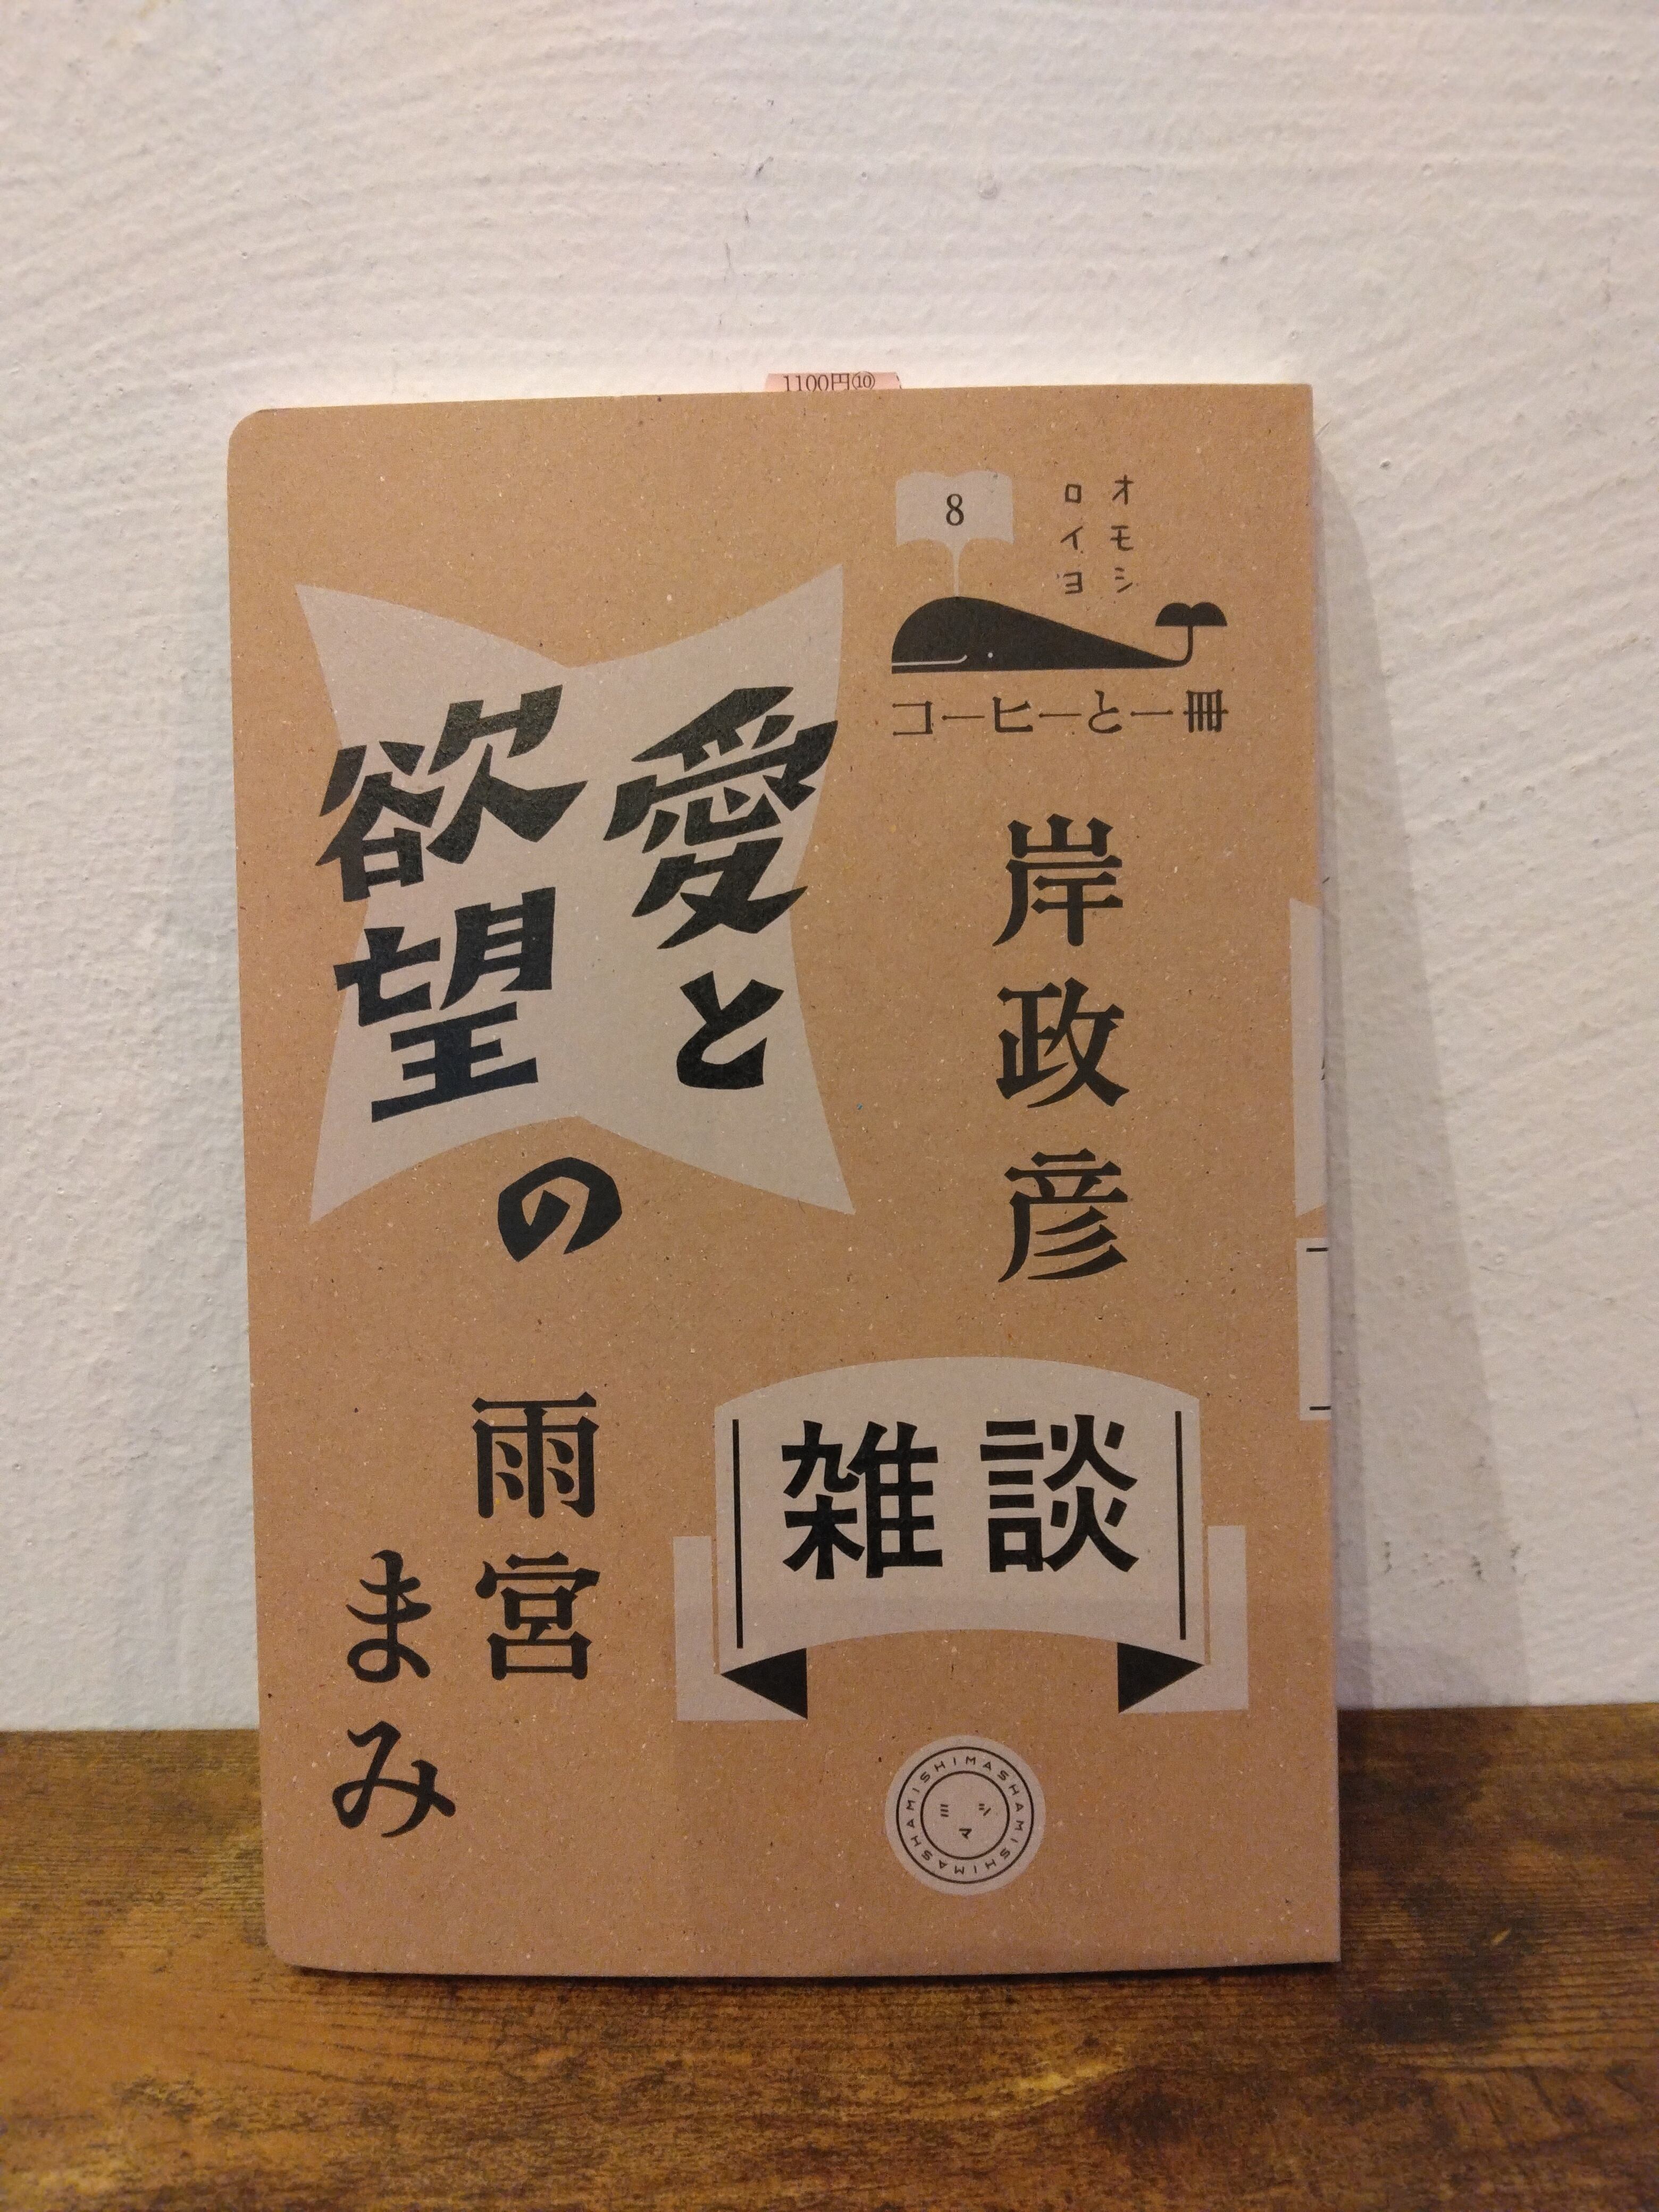 1100円⑩
8
オモシ
ロイヨ
コーヒーと一冊
岸政彦
愛と
欲望
の
雑談
雨宮
まみ
MISHIMASHAMISHIMASHAMISHIMASHA
ミシマ